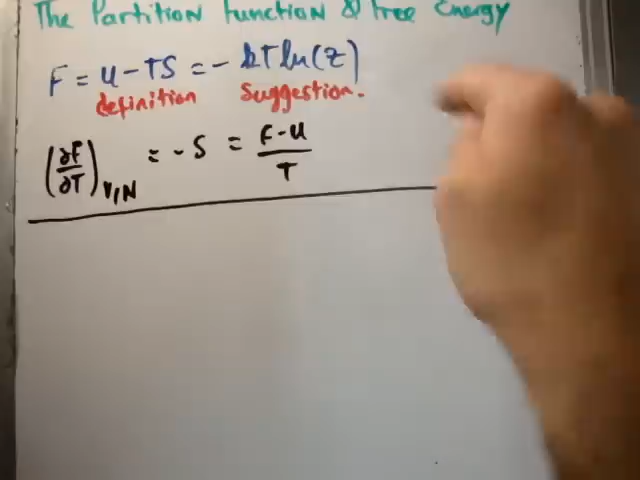 The Partition Function & Free Energy
F = U - TS = - kT ln(Z)
definition Suggestion.
(∂F/∂T)V,N = - S = F - U / T